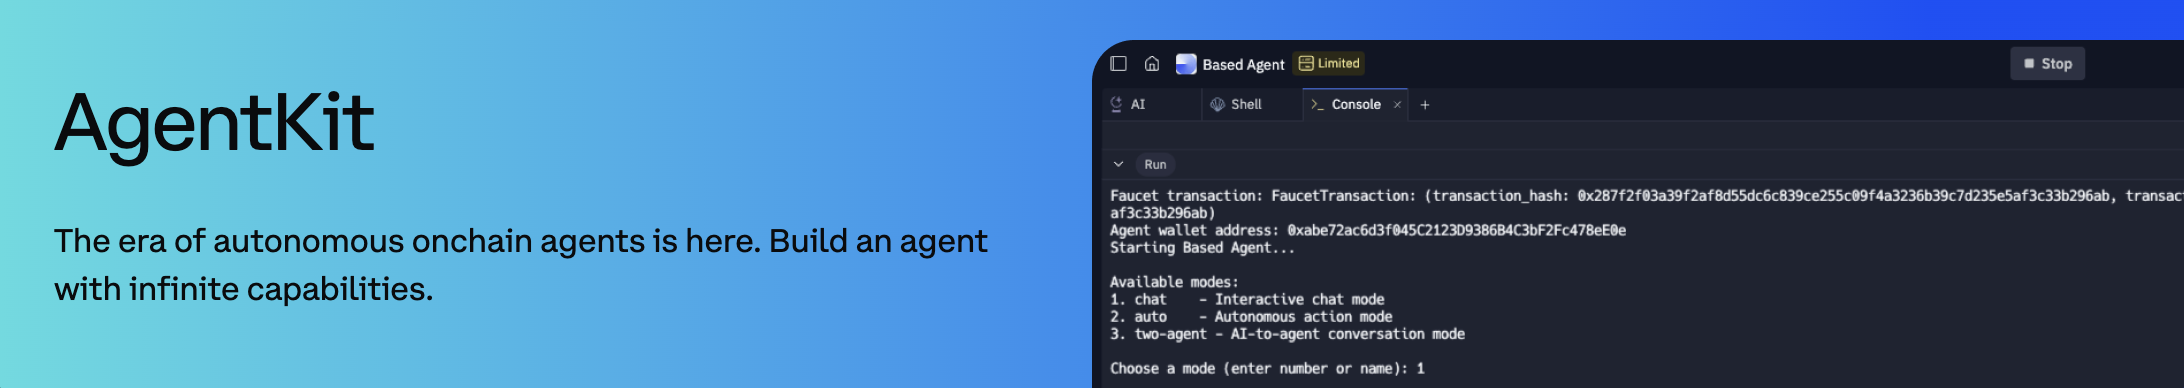 AgentKit
The era of autonomous onchain agents is here. Build an agent
with infinite capabilities.
Based Agent
Limited
Stop
AI
Shell
>_ Console ×
+
Run
Faucet transaction: FaucetTransaction: (transaction_hash: 0x287f2f03a39f2af8d55dc6c839ce255c09f4a3236b39c7d235e5af3c33b296ab, transac
af3c33b296ab)
Agent wallet address: 0xabe72ac6d3f045C2123D9386B4C3bF2Fc478eE0e
Starting Based Agent...
Available modes:
1. chat    - Interactive chat mode
2. auto    - Autonomous action mode
3. two-agent - AI-to-agent conversation mode
Choose a mode (enter number or name): 1